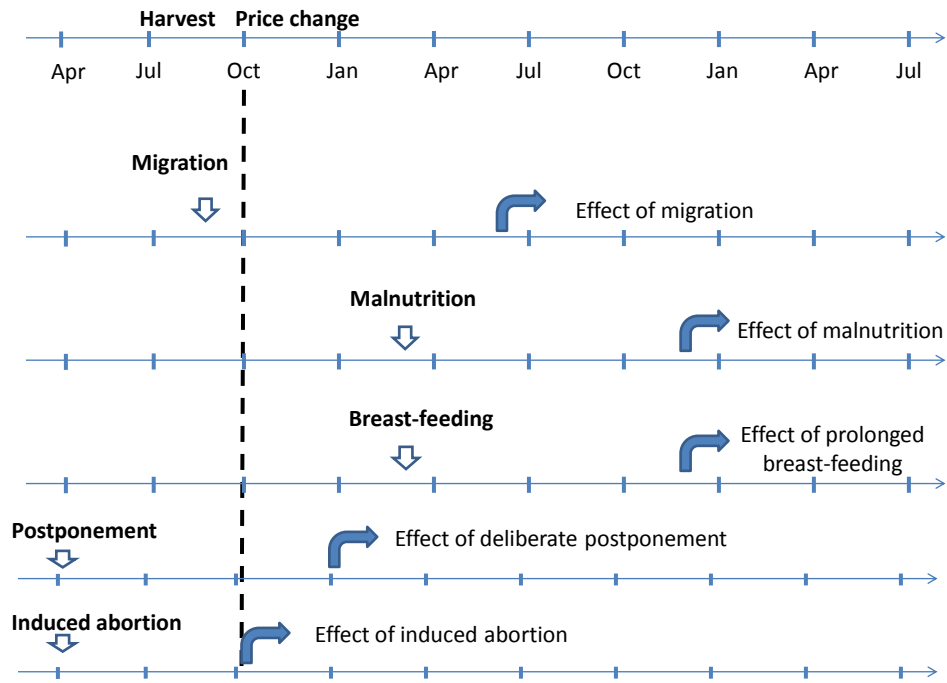 Harvest Price change
Apr Jul Oct Jan Apr Jul Oct Jan Apr Jul
Migration
Effect of migration
Malnutrition
Effect of malnutrition
Breast-feeding
Effect of prolonged
breast-feeding
Postponement
Effect of deliberate postponement
Induced abortion
Effect of induced abortion